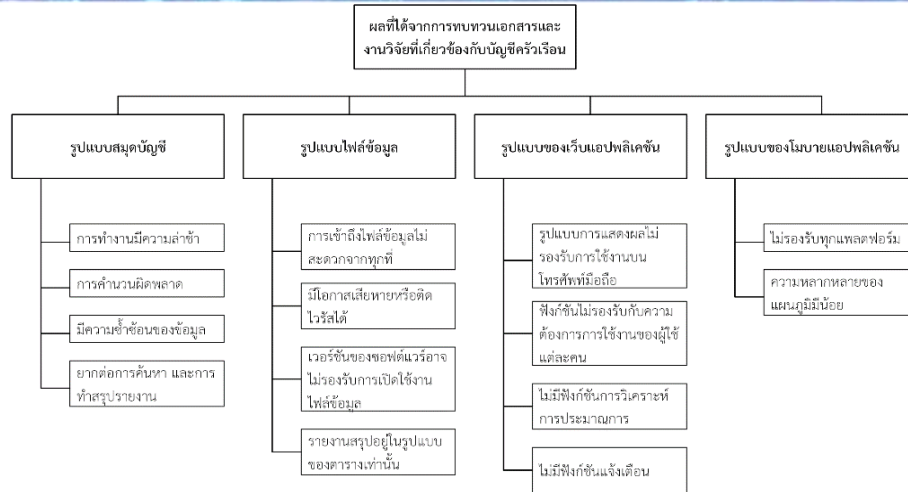 ผลที่ได้จากการทบทวนเอกสารและ
งานวิจัยที่เกี่ยวข้องกับบัญชีครัวเรือน
รูปแบบสมุดบัญชี
การทำงานมีความล่าช้า
การคำนวนผิดพลาด
มีความซ้ำซ้อนของข้อมูล
ยากต่อการค้นหา และการ
ทำสรุปรายงาน
รูปแบบไฟล์ข้อมูล
การเข้าถึงไฟล์ข้อมูลไม่
สะดวกจากทุกที่
มีโอกาสเสียหายหรือติด
ไวรัสได้
เวอร์ชันของซอฟต์แวร์อาจ
ไม่รองรับการเปิดใช้งาน
ไฟล์ข้อมูล
รายงานสรุปอยู่ในรูปแบบ
ของตารางเท่านั้น
รูปแบบของเว็บแอปพลิเคชัน
รูปแบบการแสดงผลไม่
รองรับการใช้งานบน
โทรศัพท์มือถือ
ฟังก์ชันไม่รองรับกับความ
ต้องการการใช้งานของผู้ใช้
แต่ละคน
ไม่มีฟังก์ชันการวิเคราะห์
การประมาณการ
ไม่มีฟังก์ชันแจ้งเตือน
รูปแบบของโมบายแอปพลิเคชัน
ไม่รองรับทุกแพลตฟอร์ม
ความหลากหลายของ
แผนภูมิมีน้อย